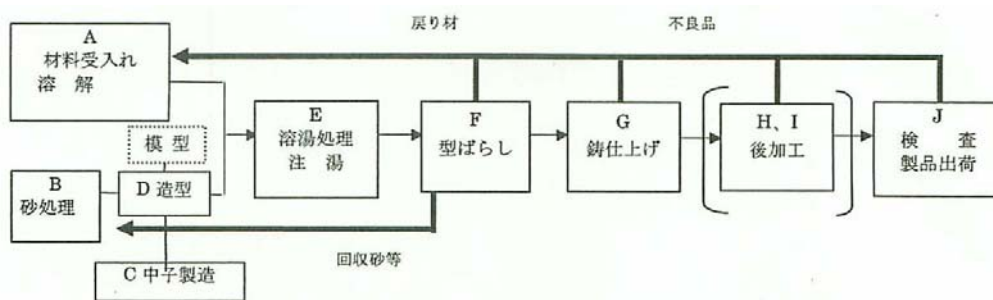 戻り材
不良品
A
材料受入れ
溶 解
模 型
B
砂処理
D 造型
C 中子製造
E
溶湯処理
注 湯
F
型ばらし
G
鋳仕上げ
H、I
後加工
J
検 査
製品出荷
回収砂等